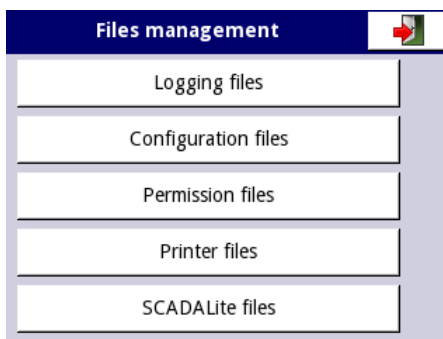 Files management
Logging files
Configuration files
Permission files
Printer files
SCADALite files